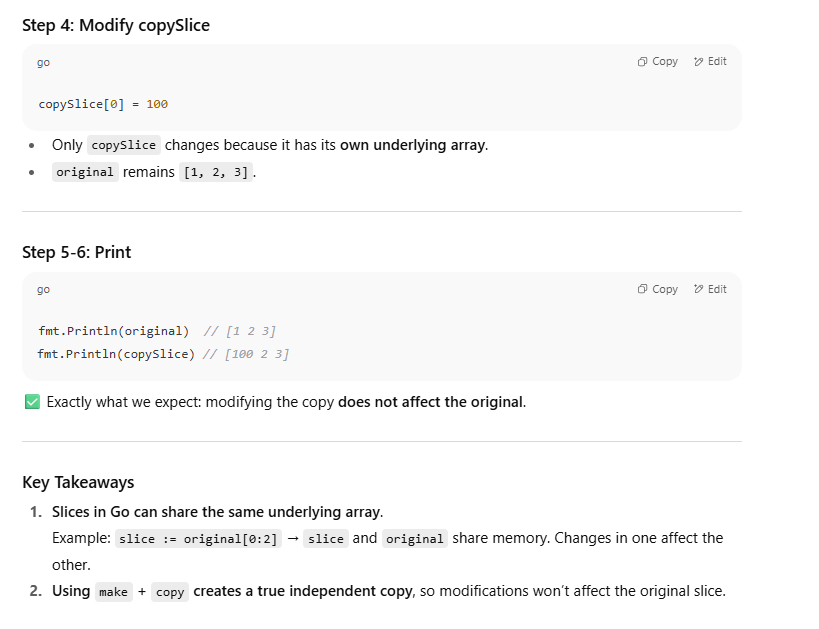 Step 4: Modify copySlice
go
Copy
Edit
copySlice[0] = 100
Only copySlice changes because it has its own underlying array.
original remains [1, 2, 3].
Step 5-6: Print
go
Copy
Edit
fmt.Println(original)  // [1 2 3]
fmt.Println(copySlice) // [100 2 3]
✅ Exactly what we expect: modifying the copy does not affect the original.
Key Takeaways
1. Slices in Go can share the same underlying array.
Example: slice := original[0:2] → slice and original share memory. Changes in one affect the
other.
2. Using make + copy creates a true independent copy, so modifications won't affect the original slice.